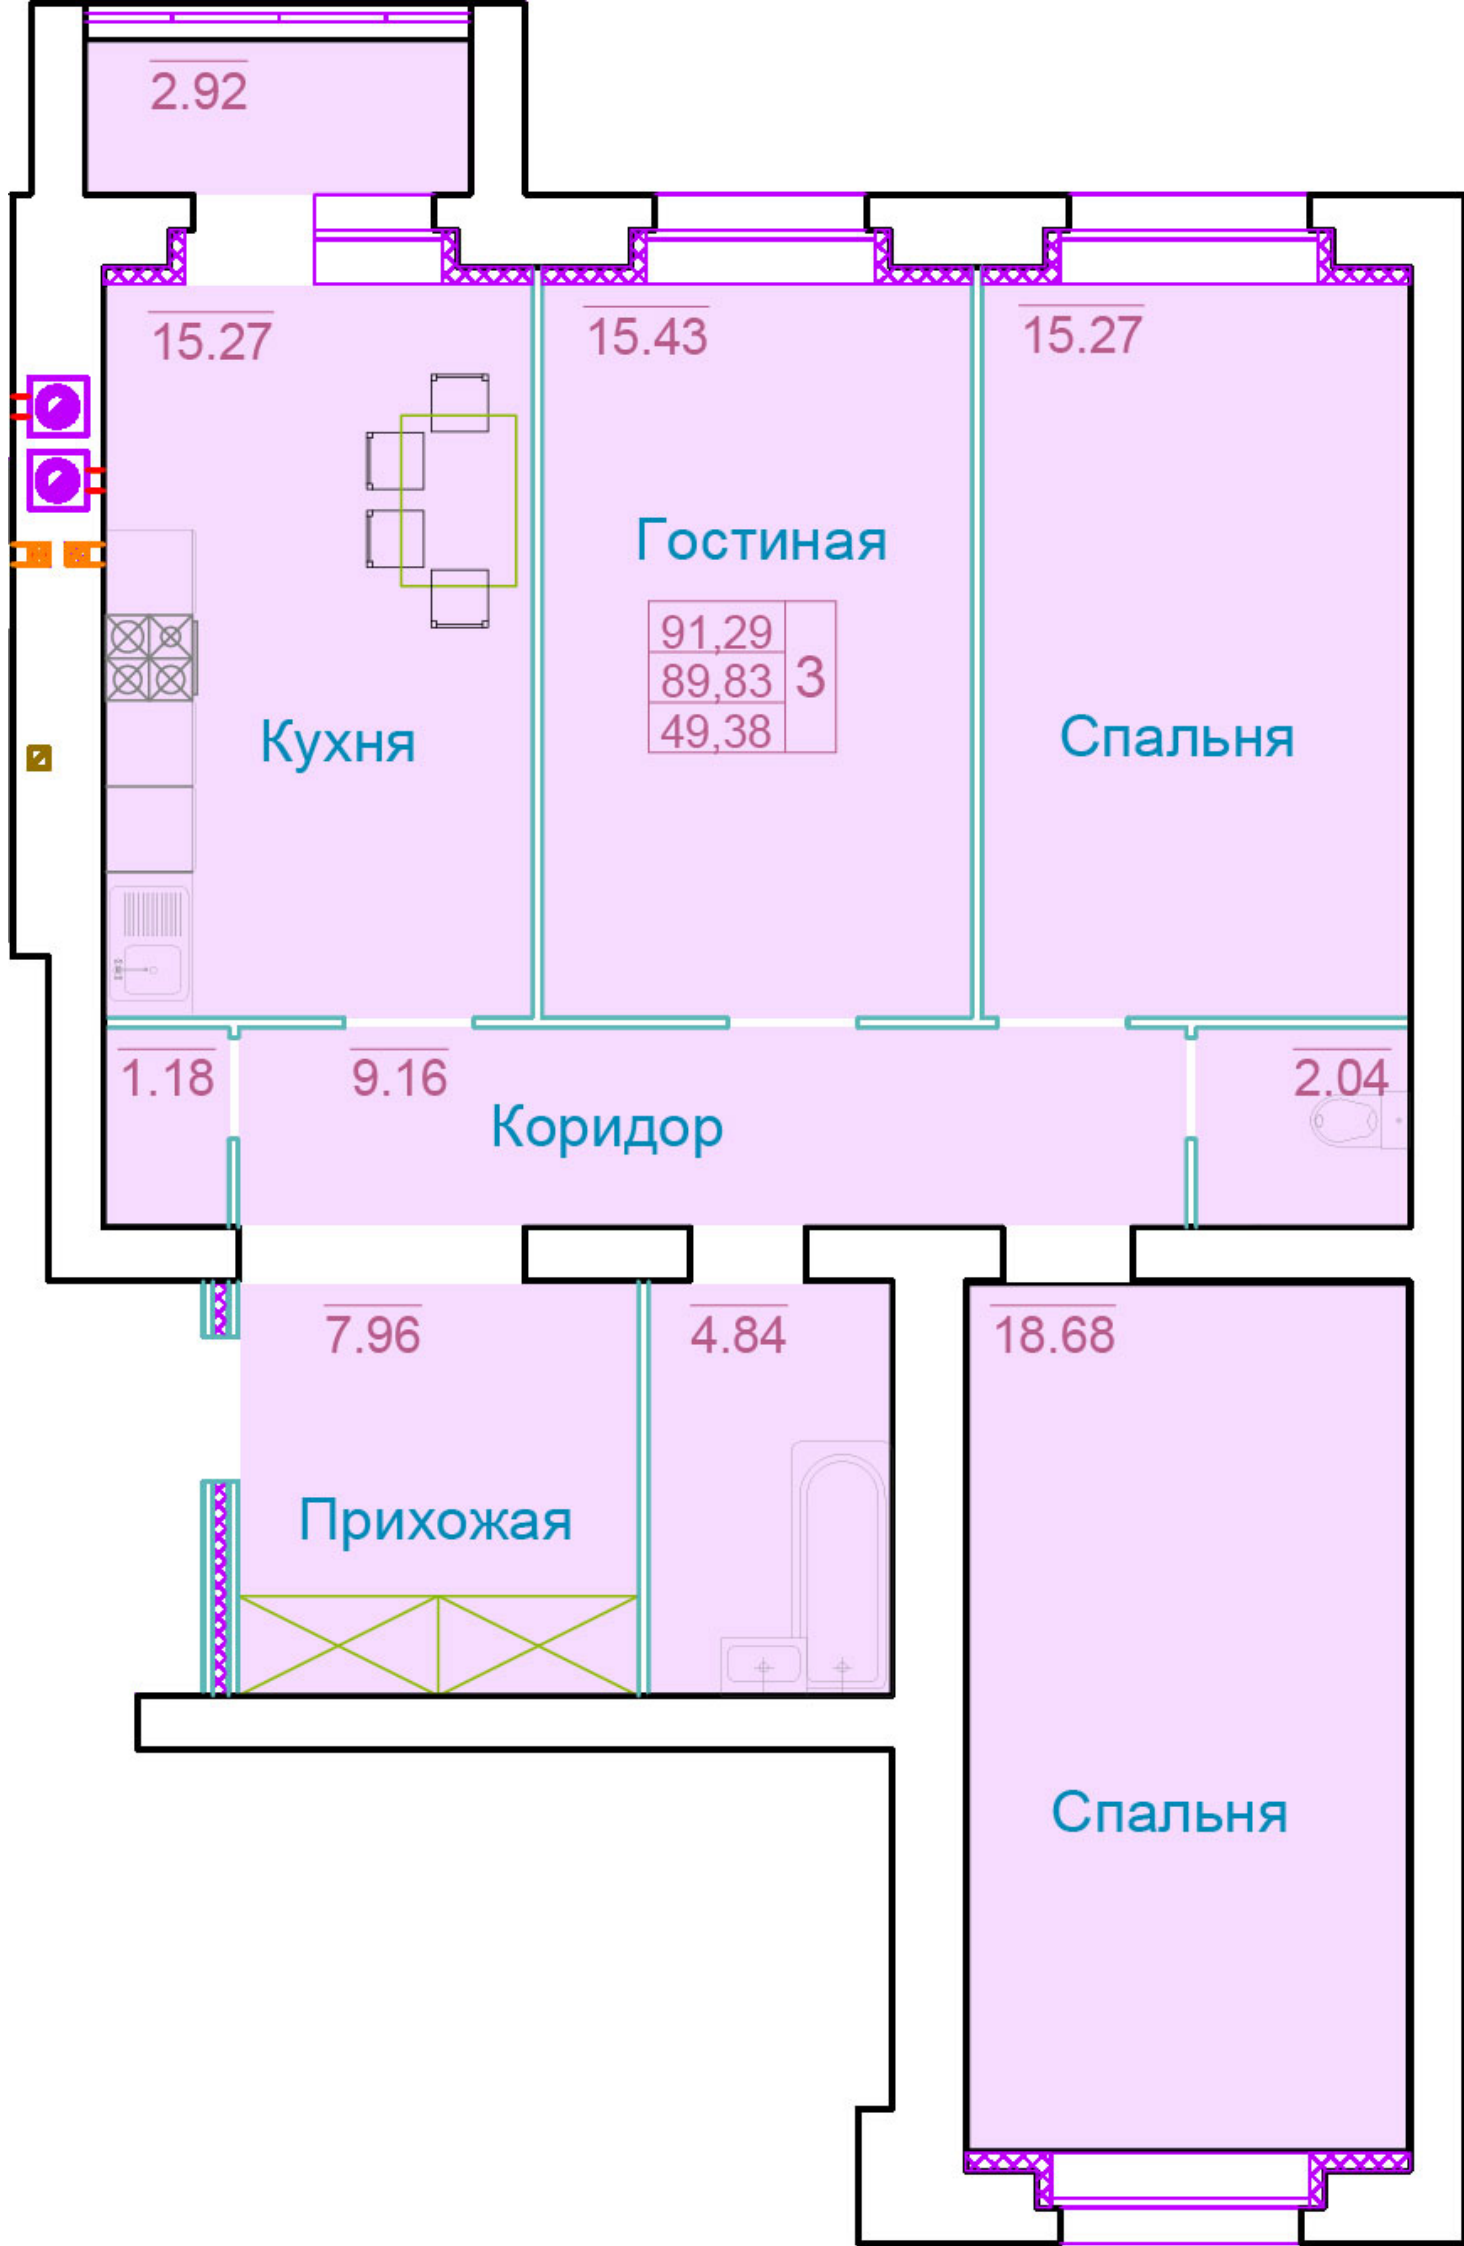 2.92
15.27
15.43
15.27
Гостиная
91,29
89,83
49,38
3
Кухня
Спальня
1.18
9.16
2.04
Коридор
7.96
4.84
18.68
Прихожая
Спальня